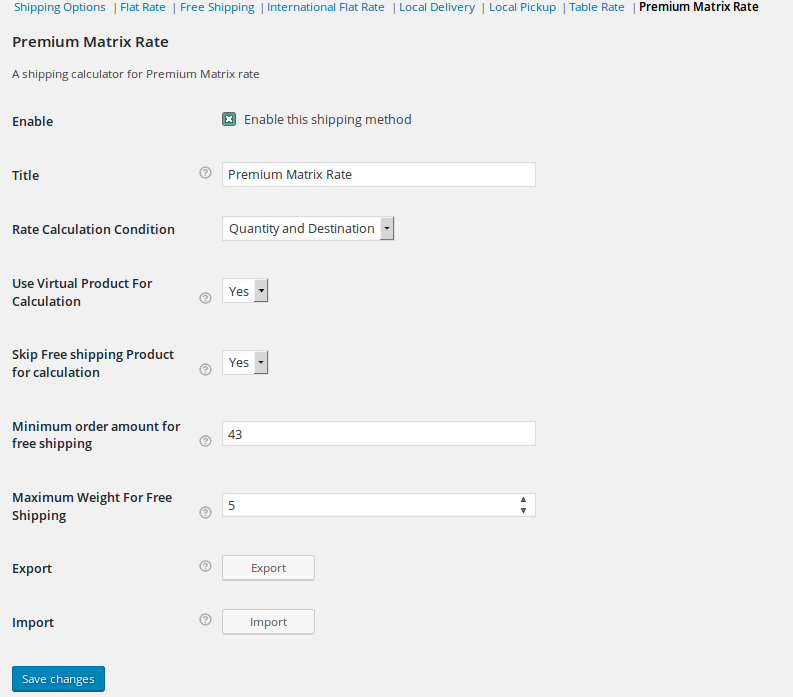 Shipping Options | Flat Rate | Free Shipping | International Flat Rate | Local Delivery | Local Pickup | Table Rate | Premium Matrix Rate
Premium Matrix Rate
A shipping calculator for Premium Matrix rate
Enable Enable this shipping method
Title ? Premium Matrix Rate
Rate Calculation Condition Quantity and Destination
Use Virtual Product For
Calculation ? Yes
Skip Free shipping Product
for calculation ? Yes
Minimum order amount for
free shipping ? 43
Maximum Weight For Free
Shipping ? 5
Export ? Export
Import ? Import
Save changes